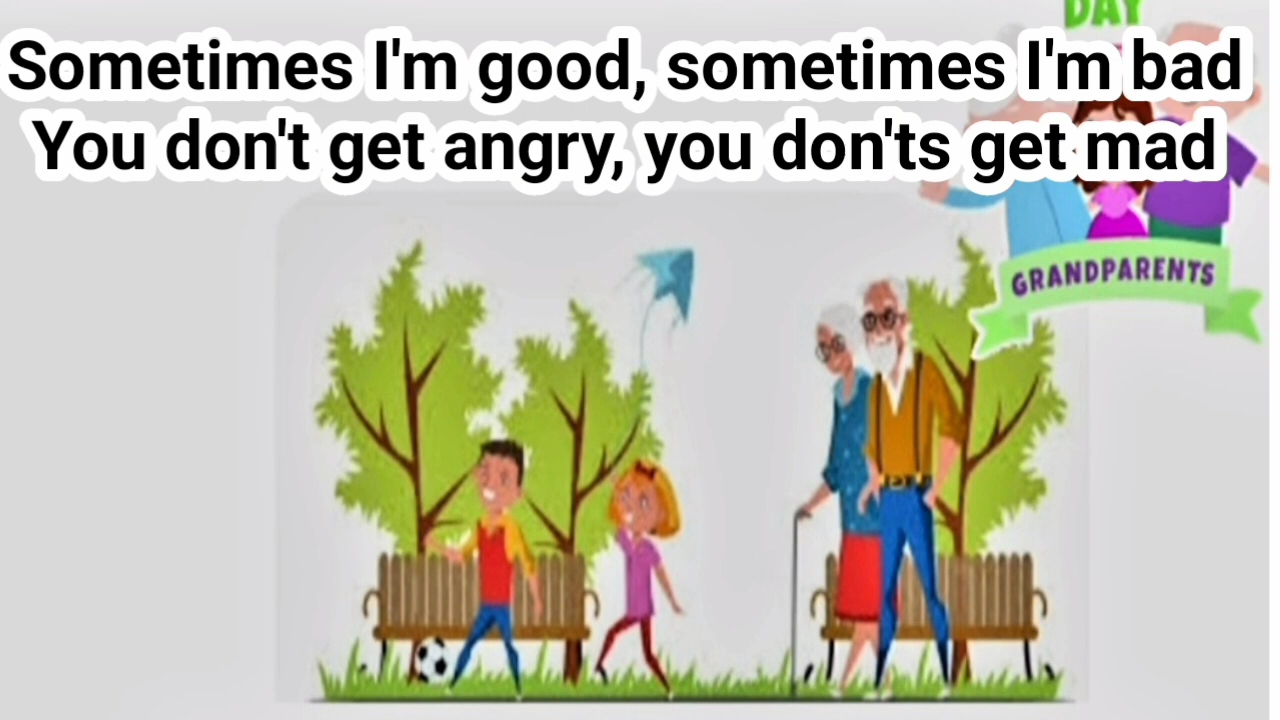 DAY
Sometimes I'm good, sometimes I'm bad
You don't get angry, you don'ts get mad
GRANDPARENTS